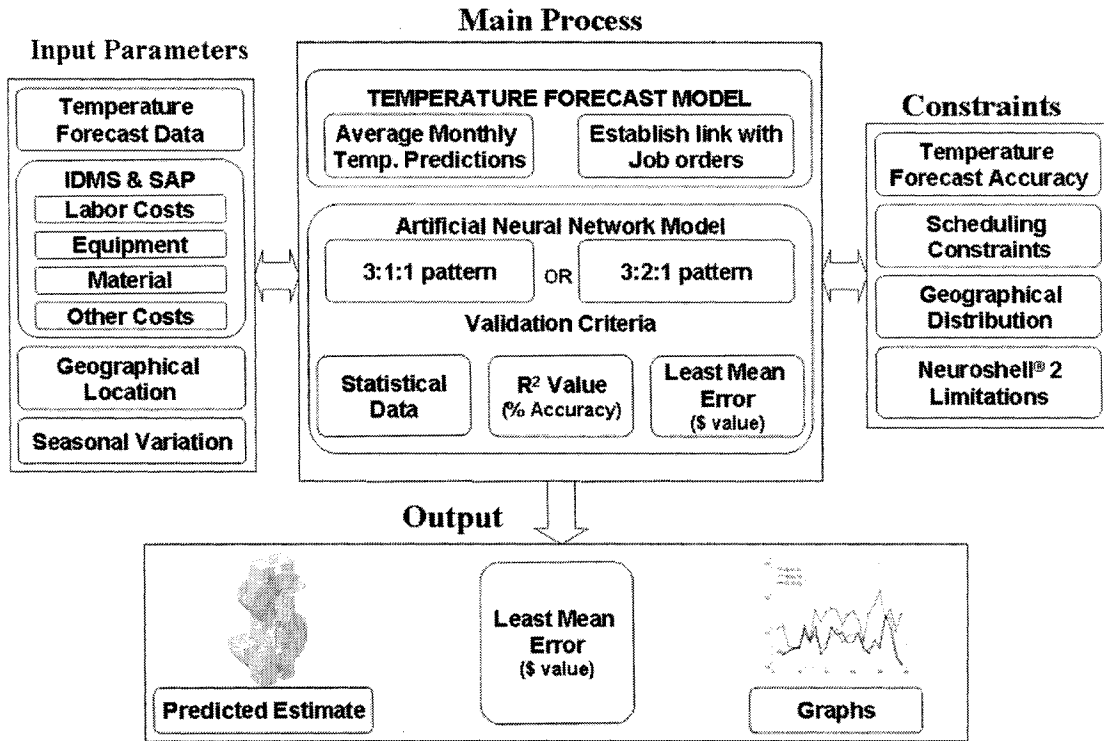 Main Process
Input Parameters
Temperature
Forecast Data
IDMS & SAP
Labor Costs
Equipment
Material
Other Costs
Geographical
Location
Seasonal Variation
TEMPERATURE FORECAST MODEL
Average Monthly
Temp. Predictions
Establish link with
Job orders
Artificial Neural Network Model
3:1:1 pattern
OR
3:2:1 pattern
Validation Criteria
Statistical
Data
R² Value
(% Accuracy)
Least Mean
Error
($ value)
Constraints
Temperature
Forecast Accuracy
Scheduling
Constraints
Geographical
Distribution
Neuroshell® 2
Limitations
Output
Predicted Estimate
Least Mean
Error
($ value)
Graphs